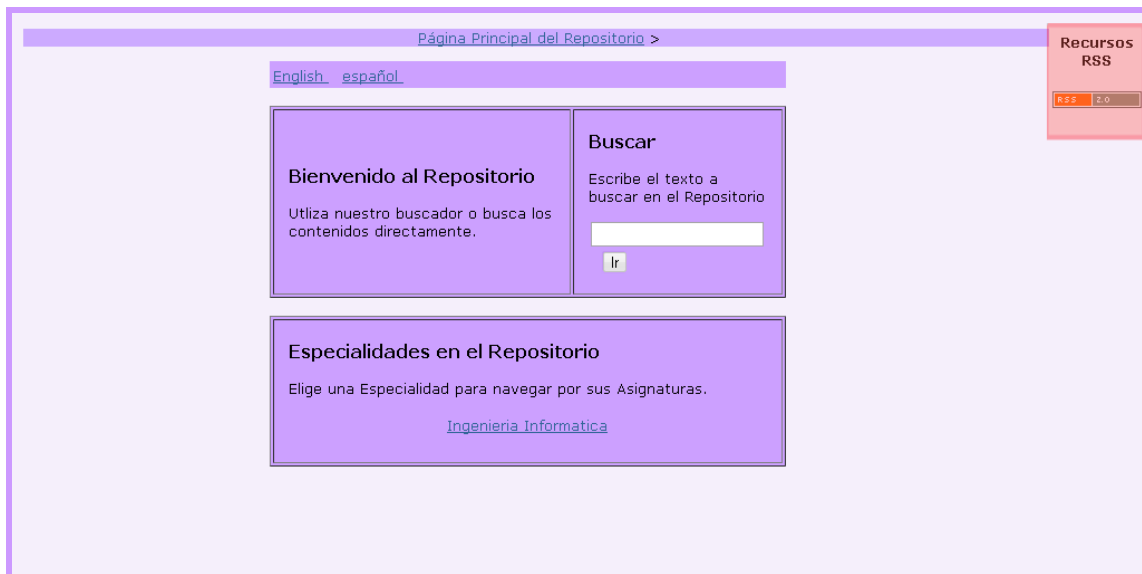 Página Principal del Repositorio >
Recursos
RSS
RSS 2.0
English español
Bienvenido al Repositorio
Utliza nuestro buscador o busca los
contenidos directamente.
Buscar
Escribe el texto a
buscar en el Repositorio
Ir
Especialidades en el Repositorio
Elige una Especialidad para navegar por sus Asignaturas.
Ingenieria Informatica